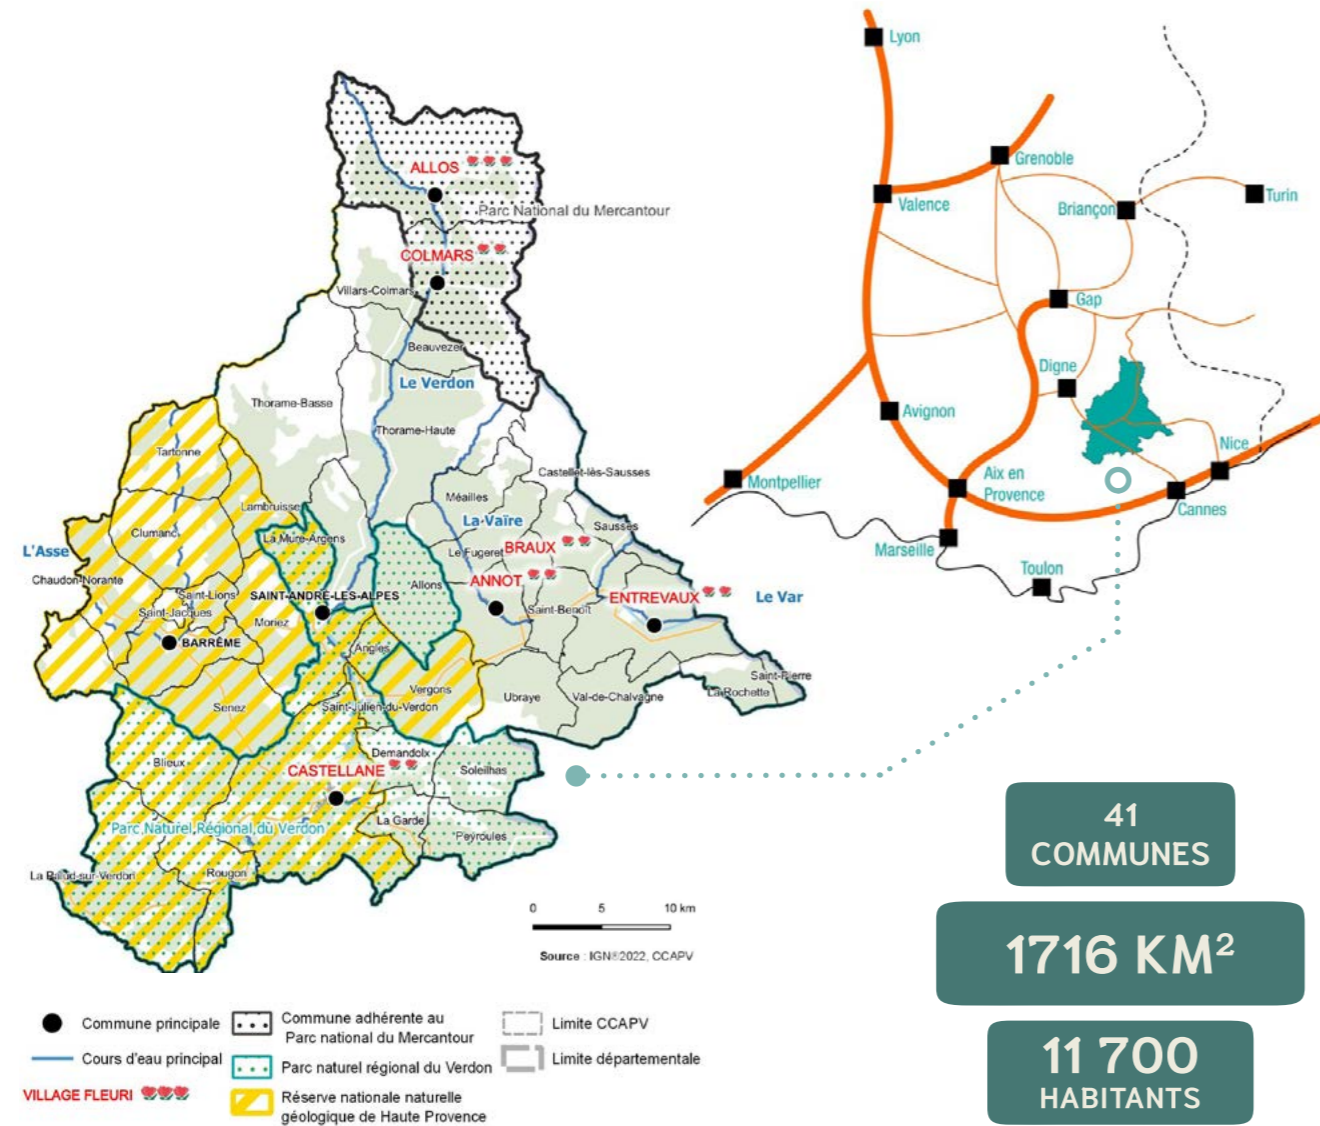 ALLOS
Parc National du Mercantour
COLMARS
Villars-Colmars
Beauvezer
Le Verdon
Thorame-Basse
Thorame-Haute
Tartonne
Castellet-lès-Sausses
Méailles
Lambruisse
La Vaïre
Clumanc
Sausses
La Mure-Argens
BRAUX
L'Asse
Le Fugeret
Chaudon-Norante
ANNOT
Allons
Saint-Lions
SAINT-ANDRÉ-LES-ALPES
ENTREVAUX
Le Var
Saint-Jacques
Saint-Benoît
Moriez
BARRÊME
Angles
Saint-Pierre
Vergons
La Rochette
Ubraye
Val-de-Chalvagne
Senez
Saint-Julien-du-Verdon
Demandolx
Blieux
CASTELLANE
Soleilhas
La Garde
Parc Naturel Régional du Verdon
Peyroules
La Palud-sur-Verdon
Rougon
0 5 10 km
Source : IGN©2022, CCAPV
Commune principale
Cours d'eau principal
VILLAGE FLEURI
Commune adhérente au
Parc national du Mercantour
Parc naturel régional du Verdon
Réserve nationale naturelle
géologique de Haute Provence
Limite CCAPV
Limite départementale
Lyon
Grenoble
Valence
Briançon
Turin
Gap
Digne
Avignon
Nice
Montpellier
Aix en
Provence
Cannes
Marseille
Toulon
41
COMMUNES
1716 KM²
11 700
HABITANTS